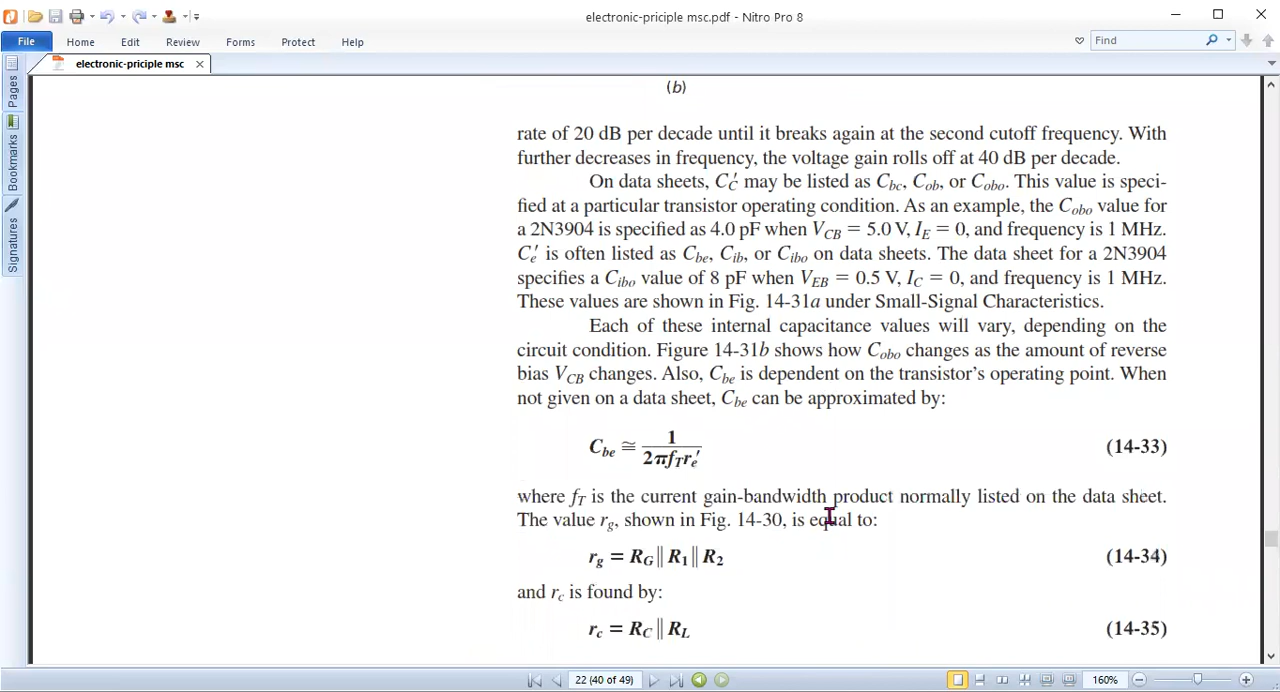 electronic-priciple msc.pdf - Nitro Pro 8
File Home Edit Review Forms Protect Help Find
electronic-priciple msc
Pages
Bookmarks
Signatures
(b)
rate of 20 dB per decade until it breaks again at the second cutoff frequency. With
further decreases in frequency, the voltage gain rolls off at 40 dB per decade.
On data sheets, C′C may be listed as Cbc, Cob, or Cobo. This value is speci-
fied at a particular transistor operating condition. As an example, the Cobo value for
a 2N3904 is specified as 4.0 pF when VCB = 5.0 V, IE = 0, and frequency is 1 MHz.
C′e is often listed as Cbe, Cib, or Cibo on data sheets. The data sheet for a 2N3904
specifies a Cibo value of 8 pF when VEB = 0.5 V, IC = 0, and frequency is 1 MHz.
These values are shown in Fig. 14-31a under Small-Signal Characteristics.
Each of these internal capacitance values will vary, depending on the
circuit condition. Figure 14-31b shows how Cobo changes as the amount of reverse
bias VCB changes. Also, Cbe is dependent on the transistor's operating point. When
not given on a data sheet, Cbe can be approximated by:
Cbe ≅ 1/2πfTr′e (14-33)
where fT is the current gain-bandwidth product normally listed on the data sheet.
The value rg, shown in Fig. 14-30, is equal to:
rg = RG ∥ R1 ∥ R2 (14-34)
and rc is found by:
rc = RC ∥ RL (14-35)
22 (40 of 49) 160%